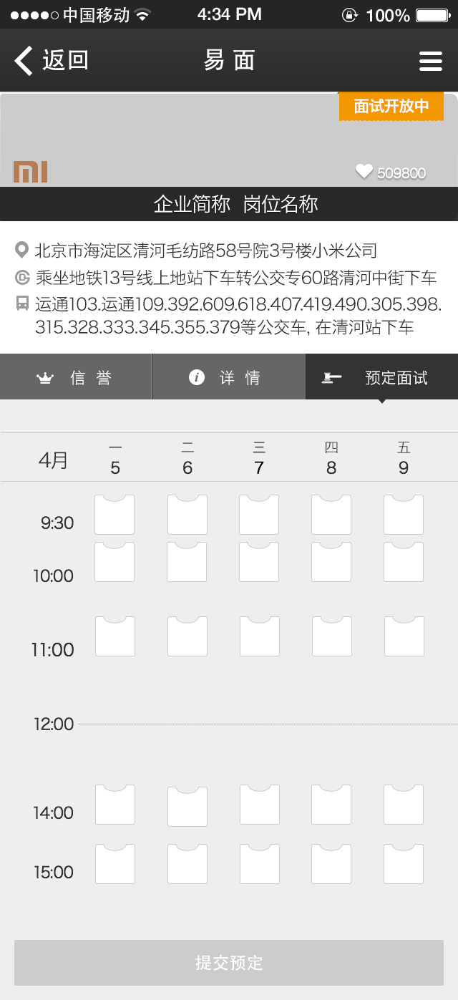 中国移动 4:34 PM 100%
返回 易面
面试开放中
MI
509800
企业简称 岗位名称
北京市海淀区清河毛纺路58号院3号楼小米公司
乘坐地铁13号线上地站下车转公交专60路清河中街下车
运通103.运通109.392.609.618.407.419.490.305.398.
315.328.333.345.355.379等公交车, 在清河站下车
信誉 详情 预定面试
一 二 三 四 五
4月 5 6 7 8 9
9:30
10:00
11:00
12:00
14:00
15:00
提交预定